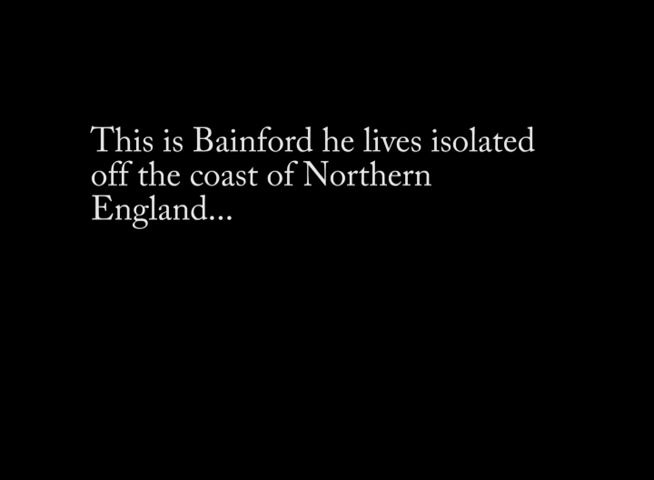 This is Bainford he lives isolated
off the coast of Northern
England...